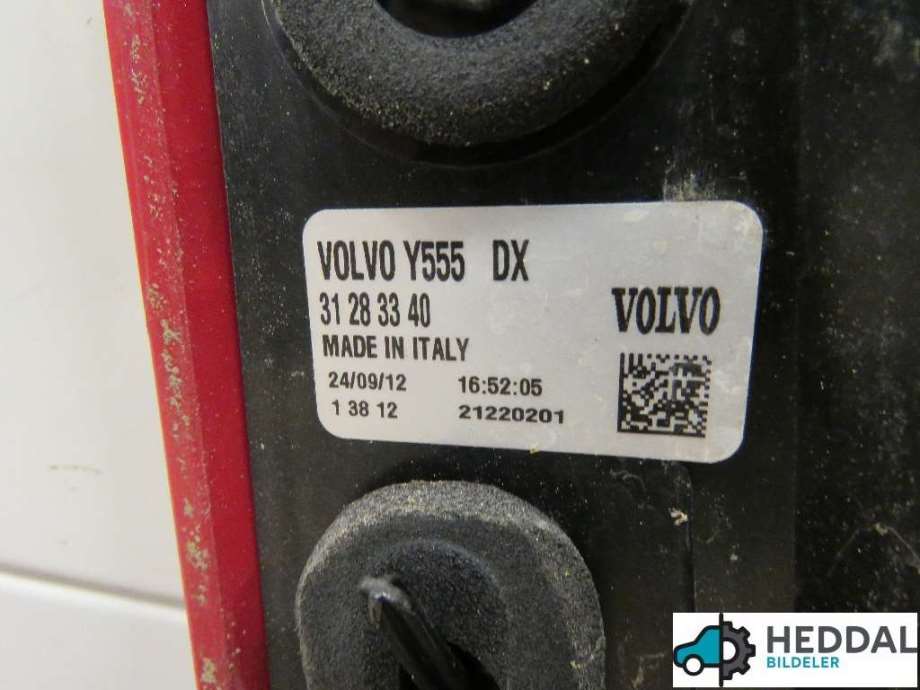 VOLVO Y555 DX
31 28 33 40
VOLVO
MADE IN ITALY
24/09/12 16:52:05
1 38 12 21220201
HEDDAL
BILDELER